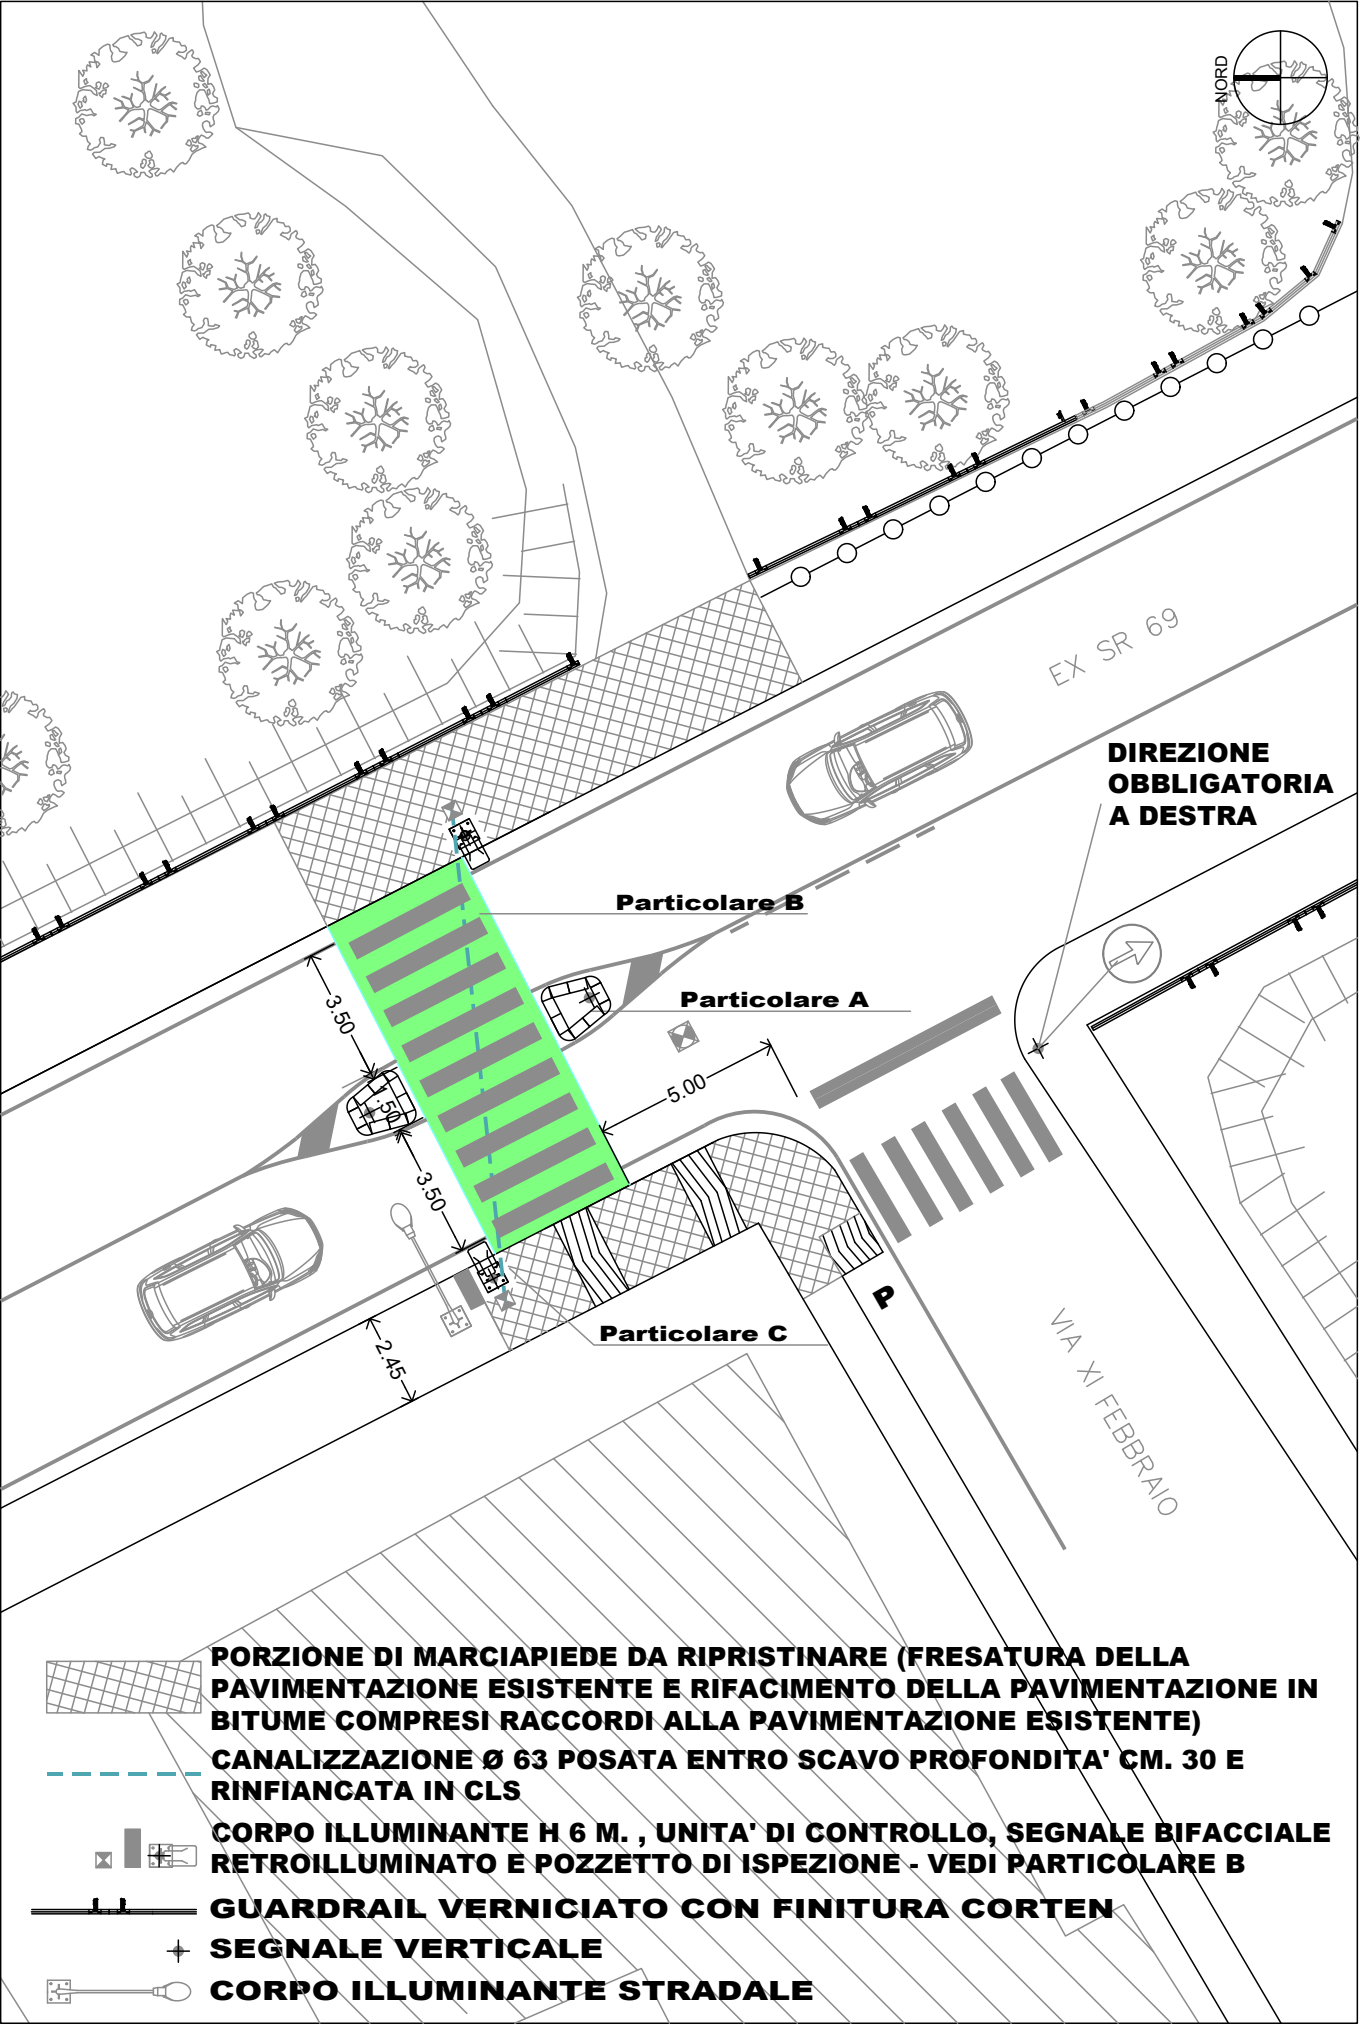 NORD
EX SR 69
DIREZIONE
OBBLIGATORIA
A DESTRA
Particolare B
Particolare A
3.50
1.50
5.00
3.50
P
Particolare C
2.45
VIA XI FEBBRAIO
PORZIONE DI MARCIAPIEDE DA RIPRISTINARE (FRESATURA DELLA
PAVIMENTAZIONE ESISTENTE E RIFACIMENTO DELLA PAVIMENTAZIONE IN
BITUME COMPRESI RACCORDI ALLA PAVIMENTAZIONE ESISTENTE)
CANALIZZAZIONE Ø 63 POSATA ENTRO SCAVO PROFONDITA' CM. 30 E
RINFIANCATA IN CLS
CORPO ILLUMINANTE H 6 M. , UNITA' DI CONTROLLO, SEGNALE BIFACCIALE
RETROILLUMINATO E POZZETTO DI ISPEZIONE - VEDI PARTICOLARE B
GUARDRAIL VERNICIATO CON FINITURA CORTEN
SEGNALE VERTICALE
CORPO ILLUMINANTE STRADALE